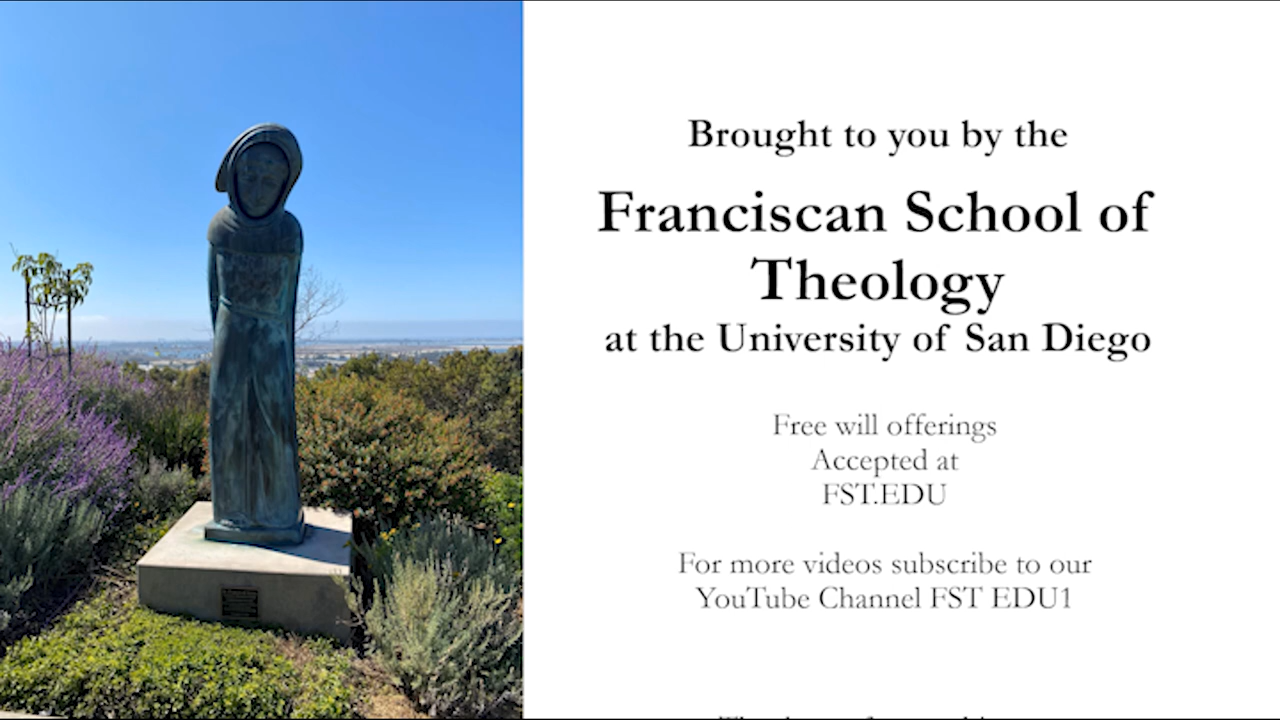 Brought to you by the
Franciscan School of
Theology
at the University of San Diego
Free will offerings
Accepted at
FST.EDU
For more videos subscribe to our
YouTube Channel FST EDU1